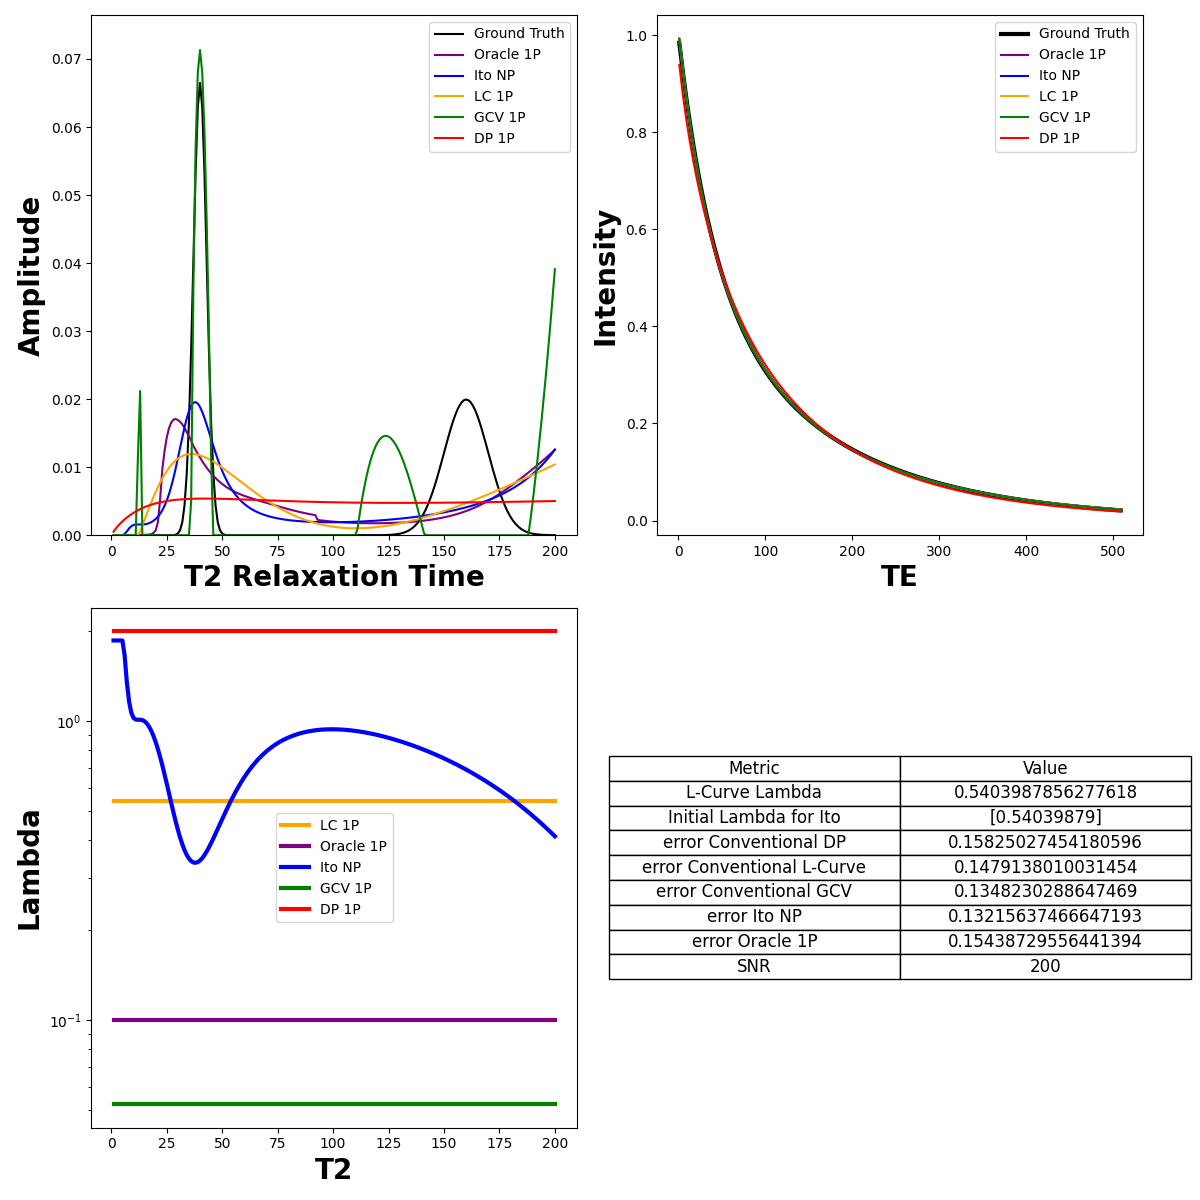 Amplitude
0.07
0.06
0.05
0.04
0.03
0.02
0.01
0.00
0 25 50 75 100 125 150 175 200
T2 Relaxation Time
Ground Truth
Oracle 1P
Ito NP
LC 1P
GCV 1P
DP 1P
Intensity
1.0
0.8
0.6
0.4
0.2
0.0
0 100 200 300 400 500
TE
Ground Truth
Oracle 1P
Ito NP
LC 1P
GCV 1P
DP 1P
Lambda
10⁰
10⁻¹
0 25 50 75 100 125 150 175 200
T2
LC 1P
Oracle 1P
Ito NP
GCV 1P
DP 1P
Metric Value
L-Curve Lambda 0.5403987856277618
Initial Lambda for Ito [0.54039879]
error Conventional DP 0.15825027454180596
error Conventional L-Curve 0.1479138010031454
error Conventional GCV 0.1348230288647469
error Ito NP 0.13215637466647193
error Oracle 1P 0.15438729556441394
SNR 200